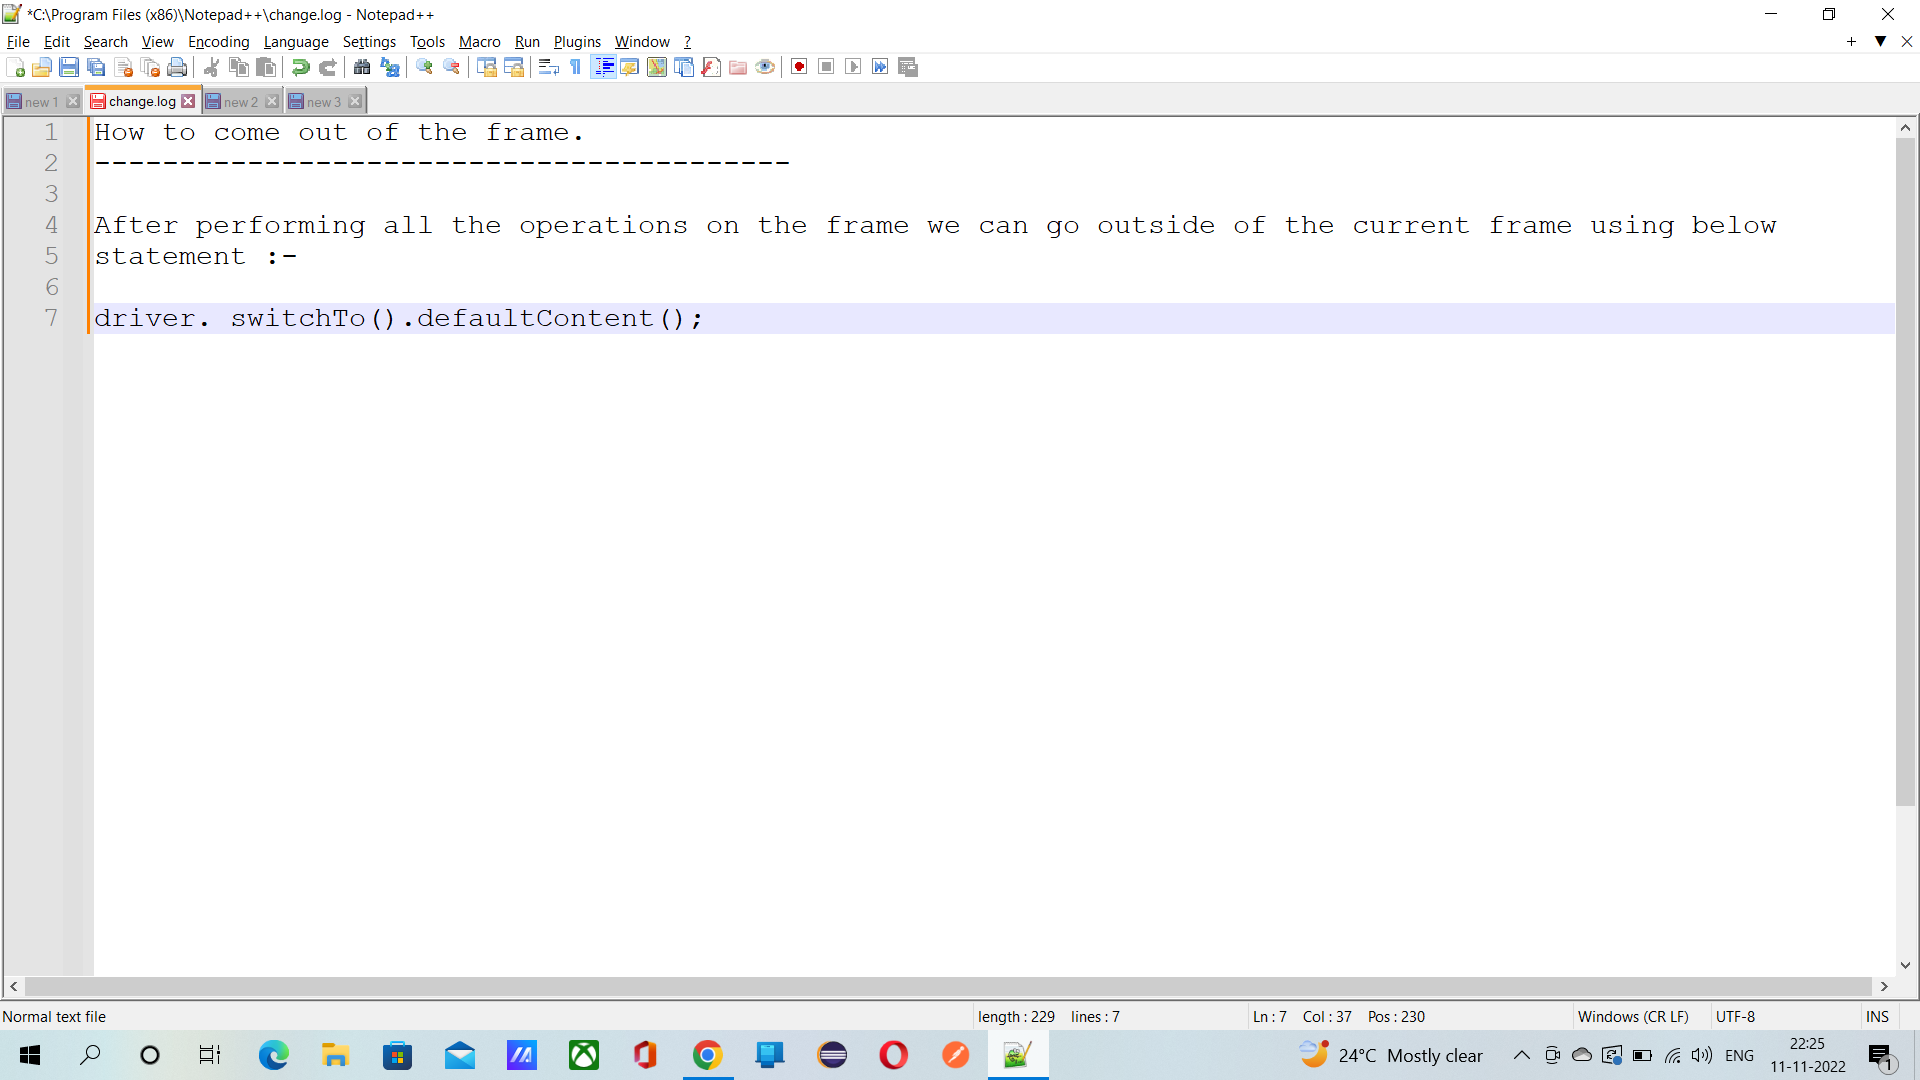 *C:\Program Files (x86)\Notepad++\change.log - Notepad++
File Edit Search View Encoding Language Settings Tools Macro Run Plugins Window ?
new 1 change.log new 2 new 3
1 How to come out of the frame.
2 -----------------------------------------
3
4 After performing all the operations on the frame we can go outside of the current frame using below
5 statement :-
6
7 driver. switchTo().defaultContent();
Normal text file length : 229 lines : 7 Ln : 7 Col : 37 Pos : 230 Windows (CR LF) UTF-8 INS
24°C Mostly clear ENG 22:25
11-11-2022 1